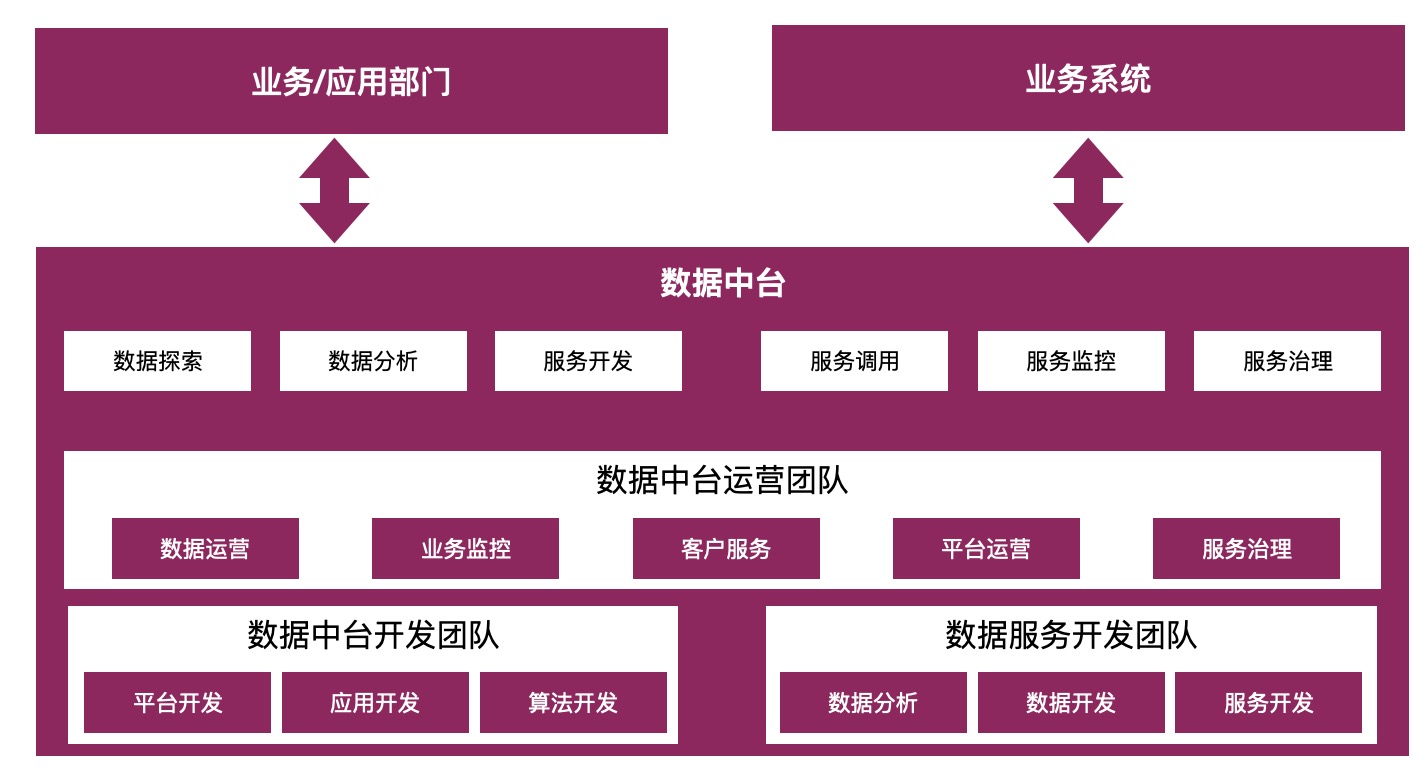 业务/应用部门
业务系统
数据中台
数据探索
数据分析
服务开发
服务调用
服务监控
服务治理
数据中台运营团队
数据运营
业务监控
客户服务
平台运营
服务治理
数据中台开发团队
平台开发
应用开发
算法开发
数据服务开发团队
数据分析
数据开发
服务开发